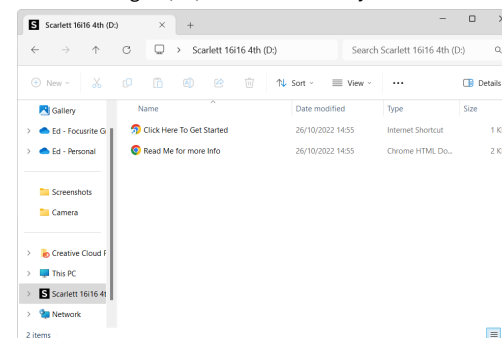 Scarlett 16i16 4th (D:)
Scarlett 16i16 4th (D:)
Search Scarlett 16i16 4th (D:)
New
Sort
View
Details
Gallery
Name
Date modified
Type
Size
Ed - Focusrite G
Click Here To Get Started
26/10/2022 14:55
Internet Shortcut
1 K
Ed - Personal
Read Me for more Info
26/10/2022 14:55
Chrome HTML Do...
2 K
Screenshots
Camera
Creative Cloud F
This PC
Scarlett 16i16 4t
Network
2 items